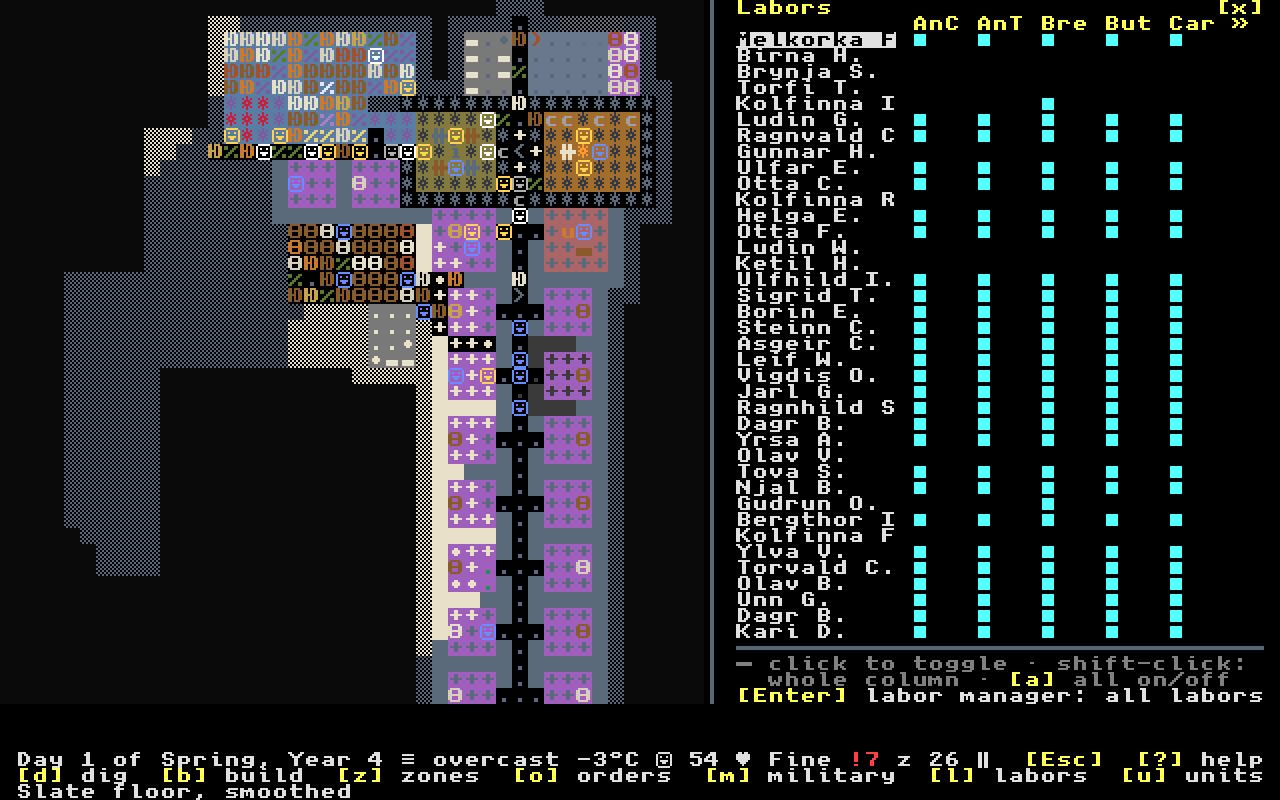 Labors [x]
AnC AnT Bre But Car »
Melkorka F
Birna H.
Brynja S.
Torfi T.
Kolfinna I
Ludin G.
Ragnvald C
Gunnar H.
Ulfar E.
Otta C.
Kolfinna R
Helga E.
Otta F.
Ludin W.
Ketil H.
Ulfhild I.
Sigrid T.
Borin E.
Steinn C.
Asgeir C.
Leif W.
Vigdis O.
Jarl G.
Ragnhild S
Dagr B.
Yrsa A.
Olav V.
Tova S.
Njal B.
Gudrun O.
Bergthor I
Kolfinna F
Ylva V.
Torvald C.
Olav B.
Unn G.
Dagr B.
Kari D.
— click to toggle · shift-click:
whole column · [a] all on/off
[Enter] labor manager: all labors
Day 1 of Spring, Year 4 ≡ overcast -3°C ☺ 54 ♥ Fine !7 z 26 ‖ [Esc] [?] help
[d] dig [b] build [z] zones [o] orders [m] military [l] labors [u] units
Slate floor, smoothed